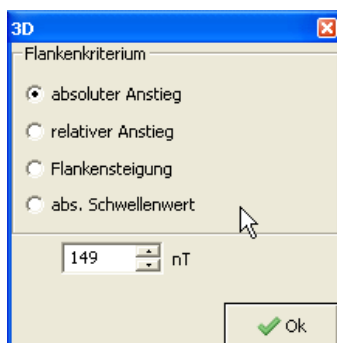 3D
Flankenkriterium
absoluter Anstieg
relativer Anstieg
Flankensteigung
abs. Schwellenwert
149 nT
Ok